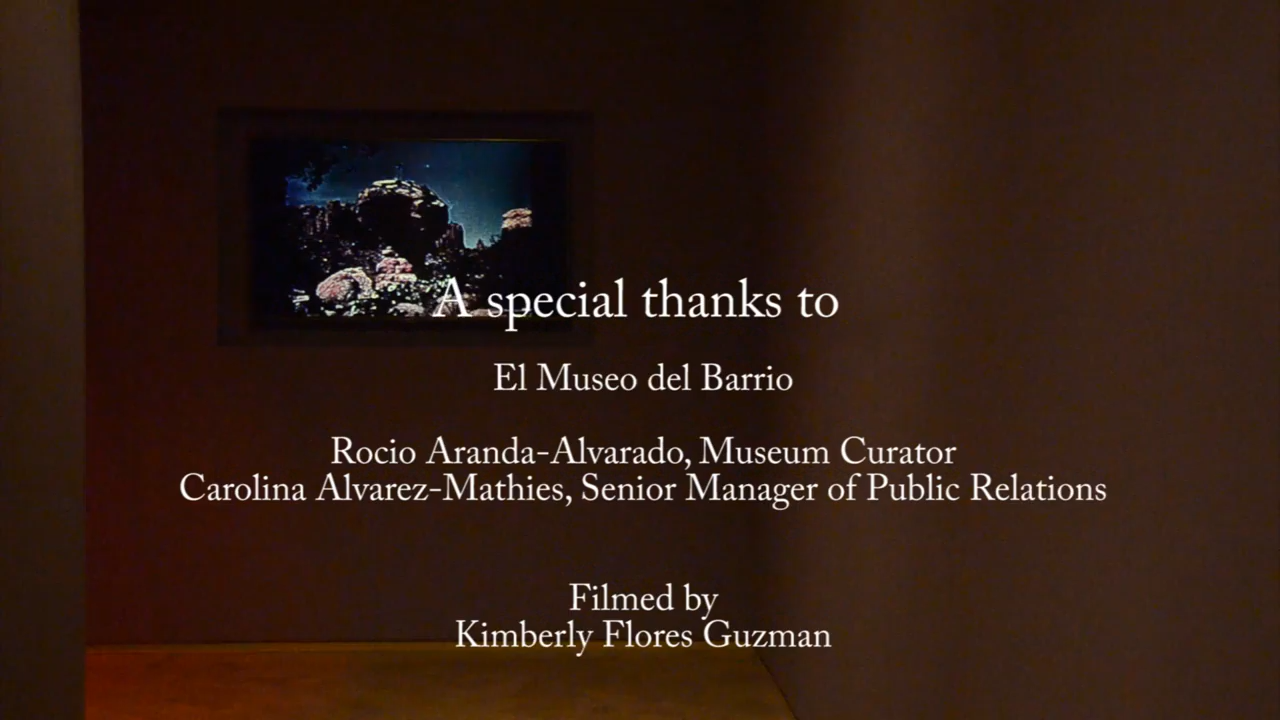 A special thanks to
El Museo del Barrio
Rocio Aranda-Alvarado, Museum Curator
Carolina Alvarez-Mathies, Senior Manager of Public Relations
Filmed by
Kimberly Flores Guzman